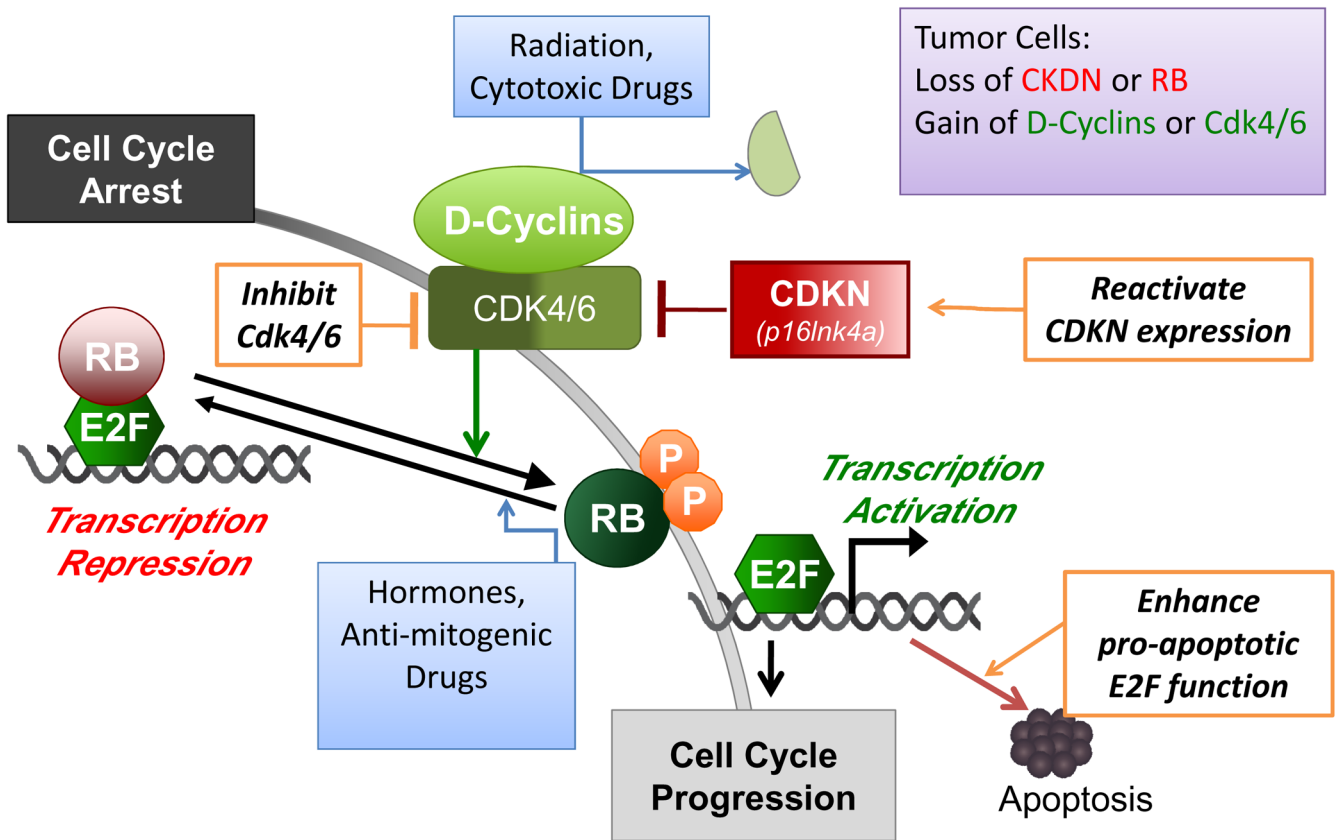 Radiation,
Cytotoxic Drugs
Tumor Cells:
Loss of CKDN or RB
Gain of D-Cyclins or Cdk4/6
Cell Cycle
Arrest
D-Cyclins
CDK4/6
Inhibit
Cdk4/6
CDKN
(p16Ink4a)
Reactivate
CDKN expression
RB
E2F
Transcription
Repression
P
P
RB
Transcription
Activation
E2F
Hormones,
Anti-mitogenic
Drugs
Enhance
pro-apoptotic
E2F function
Cell Cycle
Progression
Apoptosis